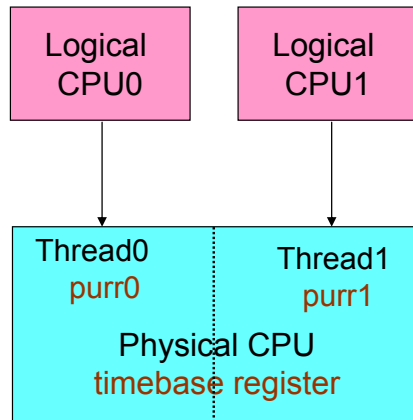 Logical
CPU0
Logical
CPU1
Thread0
purr0
Thread1
purr1
Physical CPU
timebase register